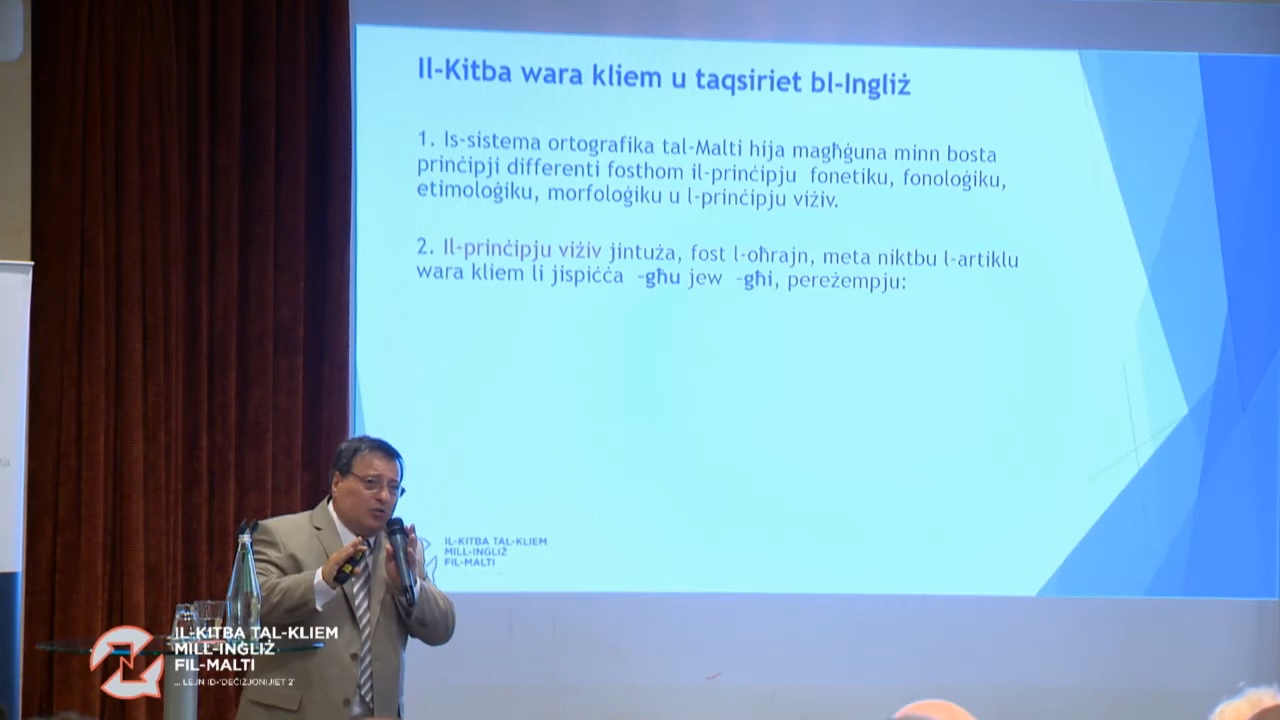 Il-Kitba wara kliem u taqsiriet bl-Ingliż
1. Is-sistema ortografika tal-Malti hija magħġuna minn bosta
prinċipji differenti fosthom il-prinċipju fonetiku, fonoloġiku,
etimoloġiku, morfoloġiku u l-prinċipju viżiv.
2. Il-prinċipju viżiv jintuża, fost l-oħrajn, meta niktbu l-artiklu
wara kliem li jispiċċa -għu jew -għi, pereżempju:
IL-KITBA TAL-KLIEM
MILL-INGLIŻ
FIL-MALTI
IL-KITBA TAL-KLIEM
MILL-INGLIŻ
FIL-MALTI
... LEJN ID-'DEĊIŻJONIJIET 2'